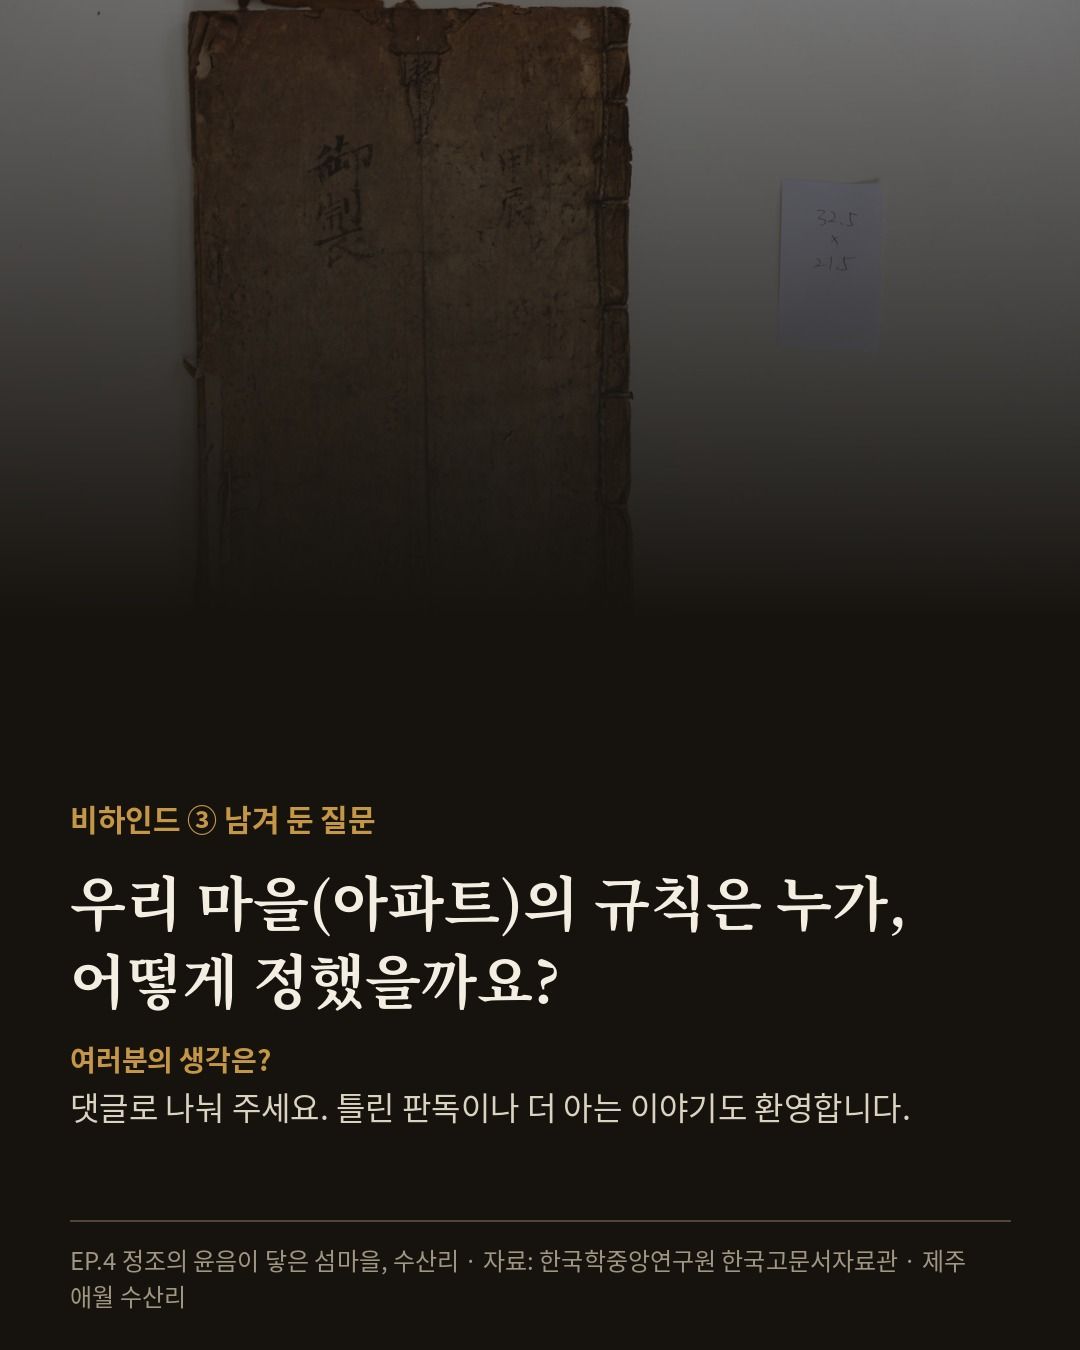 御製
甲辰
32.5
x
21.5
비하인드 ③ 남겨 둔 질문
우리 마을(아파트)의 규칙은 누가,
어떻게 정했을까요?
여러분의 생각은?
댓글로 나눠 주세요. 틀린 판독이나 더 아는 이야기도 환영합니다.
EP.4 정조의 윤음이 닿은 섬마을, 수산리 · 자료: 한국학중앙연구원 한국고문서자료관 · 제주
애월 수산리